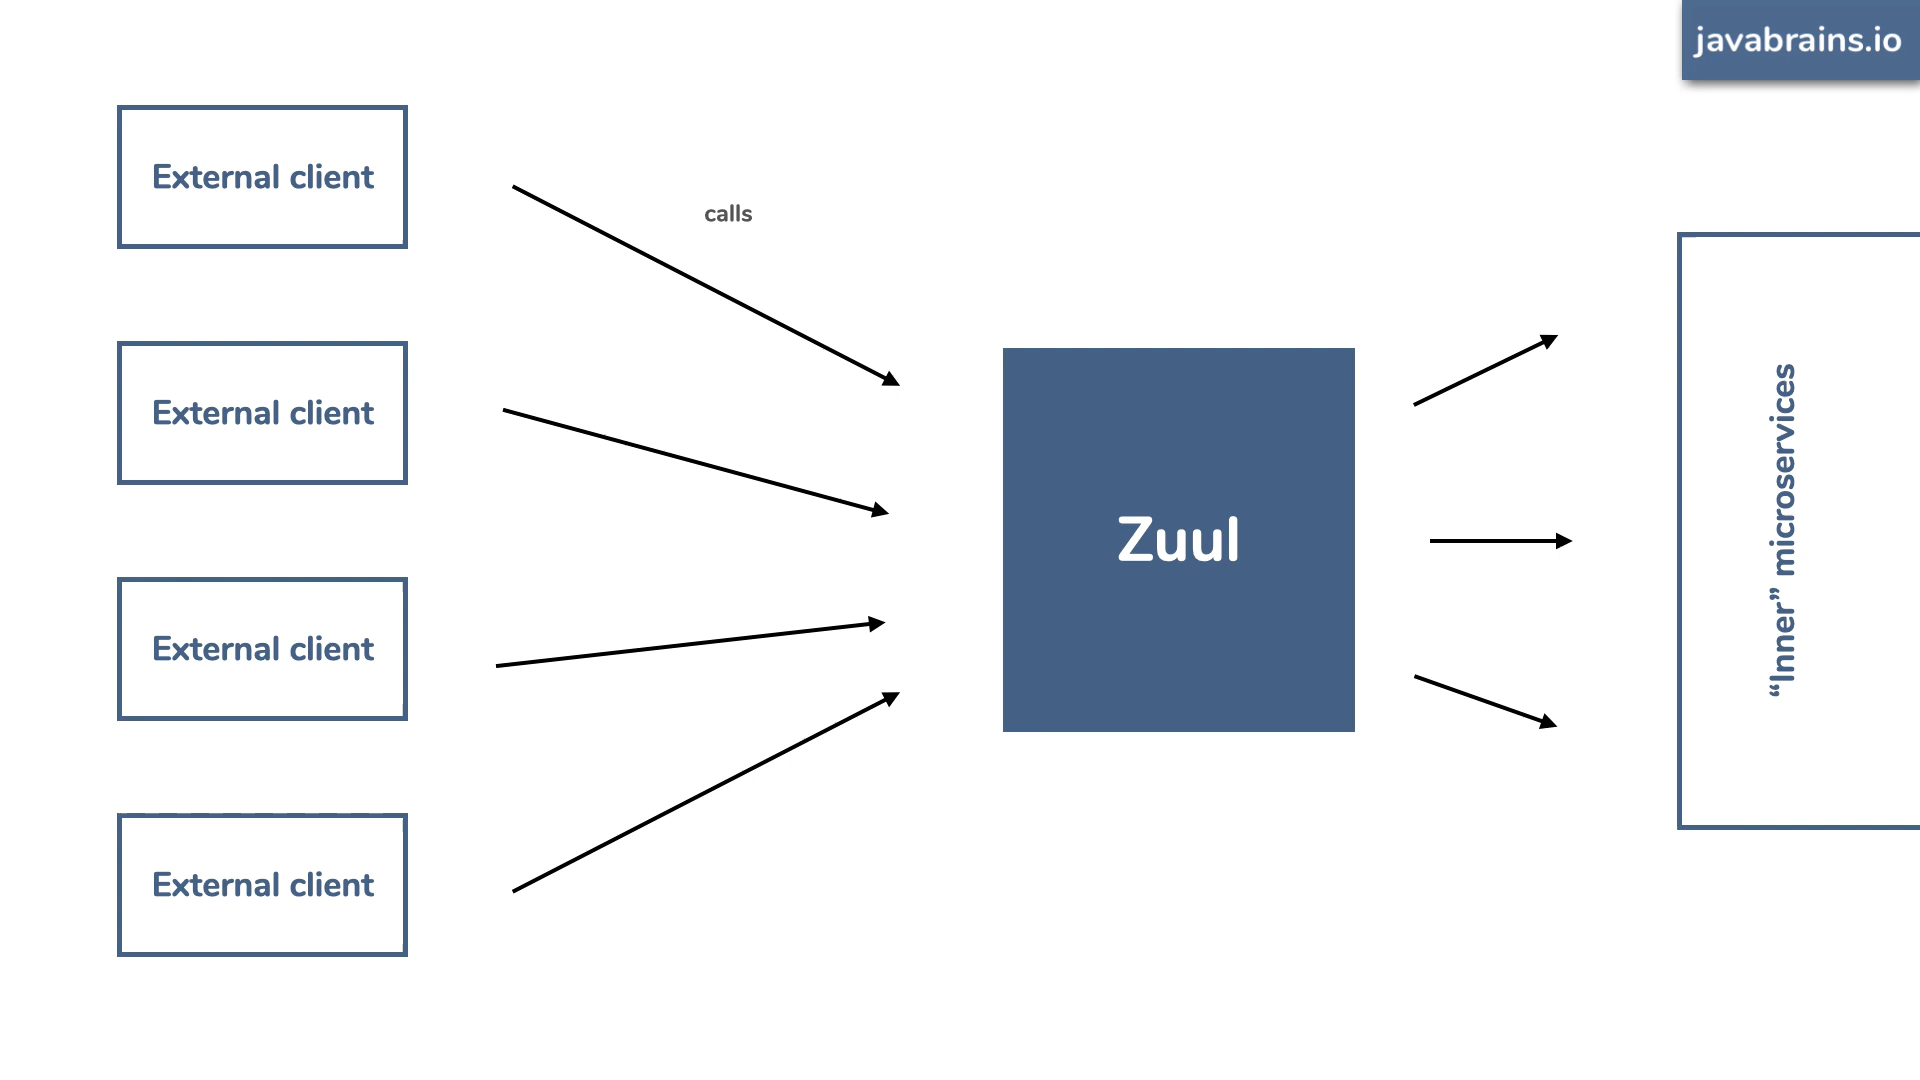 javabrains.io
External client
calls
External client
Zuul
“Inner” microservices
External client
External client